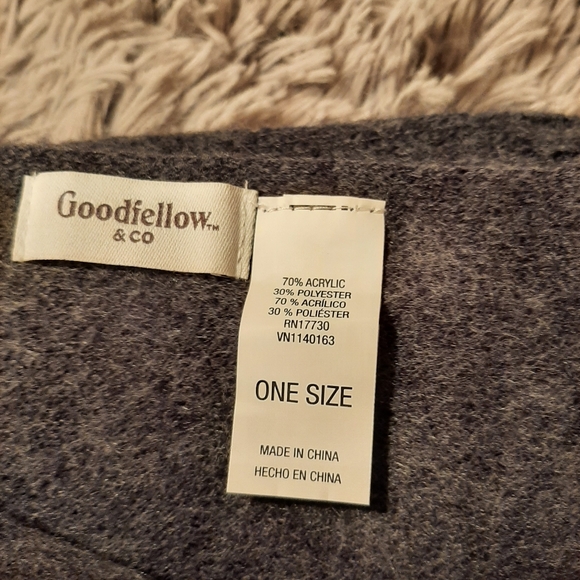 Goodfellow™
& CO
70% ACRYLIC
30% POLYESTER
70 % ACRÍLICO
30 % POLIÉSTER
RN17730
VN1140163
ONE SIZE
MADE IN CHINA
HECHO EN CHINA